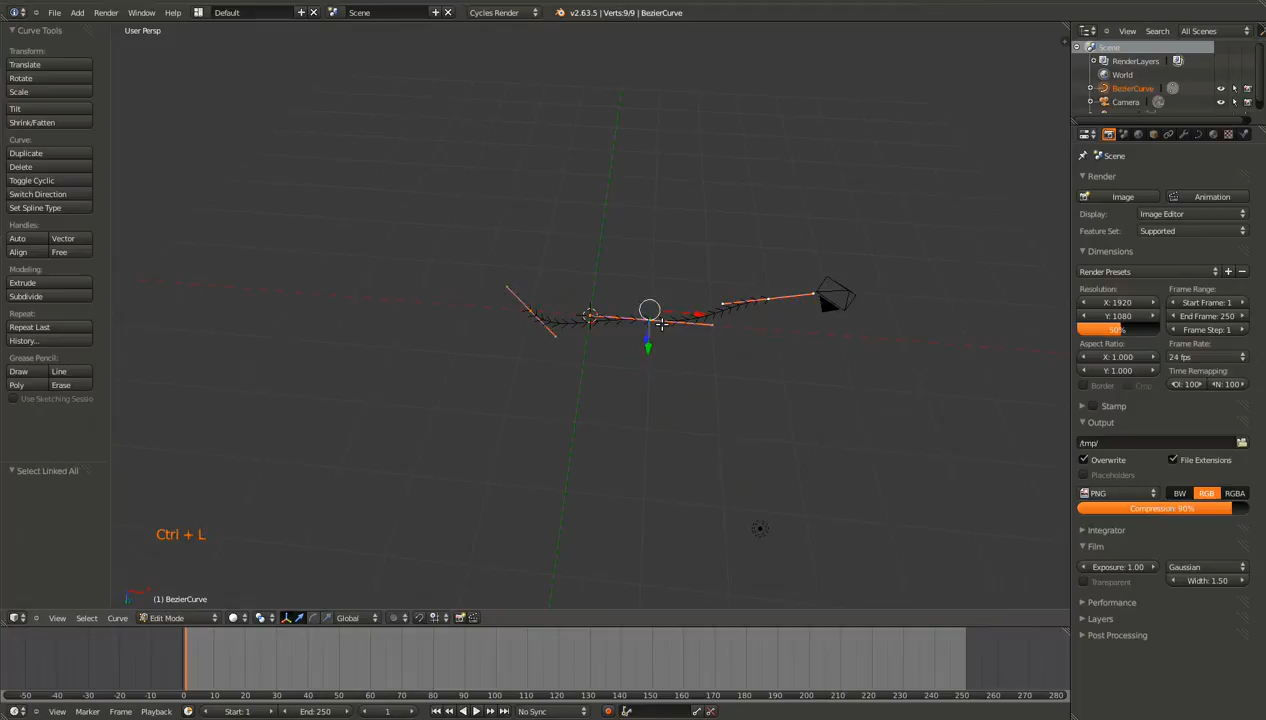 File Add Render Window Help Default Scene Cycles Render v2.63.5 | Verts:9/9 | BezierCurve
Curve Tools
Transform:
Translate
Rotate
Scale
Tilt
Shrink/Fatten
Curve:
Duplicate
Delete
Toggle Cyclic
Switch Direction
Set Spline Type
Handles:
Auto Vector
Align Free
Modeling:
Extrude
Subdivide
Repeat:
Repeat Last
History...
Grease Pencil:
Draw Line
Poly Erase
Use Sketching Sessio
Select Linked All
User Persp
Ctrl + L
(1) BezierCurve
View Select Curve Edit Mode Global
View Search All Scenes
Scene
RenderLayers
World
BezierCurve
Camera
Scene
Render
Image Animation
Display: Image Editor
Feature Set: Supported
Dimensions
Render Presets
Resolution: Frame Range:
X: 1920 Start Frame: 1
Y: 1080 End Frame: 250
50% Frame Step: 1
Aspect Ratio: Frame Rate:
X: 1.000 24 fps
Y: 1.000 Time Remapping
Border Crop :100 N: 100
Stamp
Output
/tmp/
Overwrite File Extensions
Placeholders
PNG BW RGB RGBA
Compression: 90%
Integrator
Film
Exposure: 1.00 Gaussian
Transparent Width: 1.50
Performance
Layers
Post Processing
-50 -40 -30 -20 -10 0 10 20 30 40 50 60 70 80 90 100 110 120 130 140 150 160 170 180 190 200 210 220 230 240 250 260 270 280
View Marker Frame Playback Start: 1 End: 250 1 No Sync